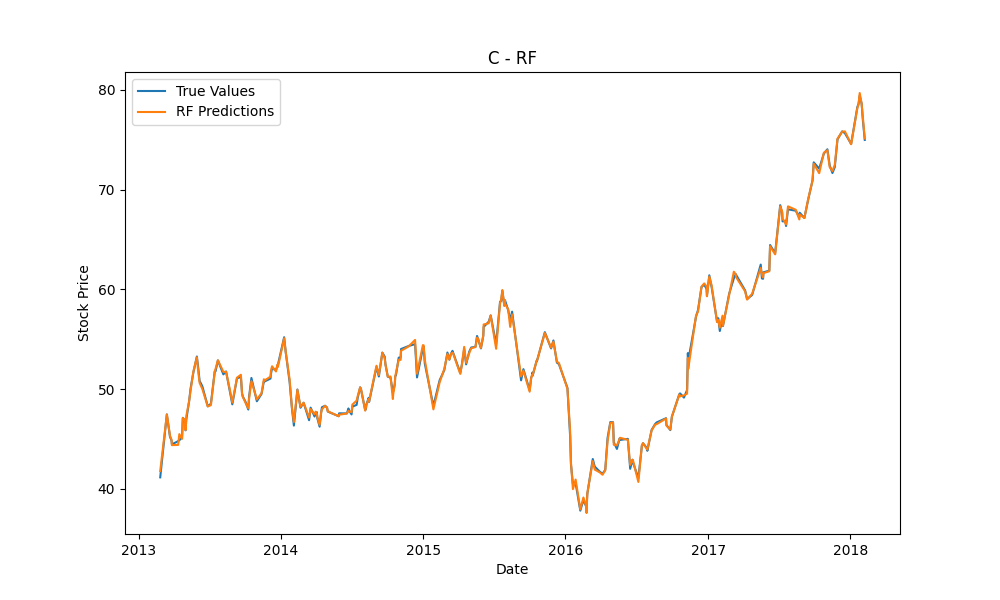 C - RF
True Values
RF Predictions
80
70
60
50
40
Stock Price
2013 2014 2015 2016 2017 2018
Date